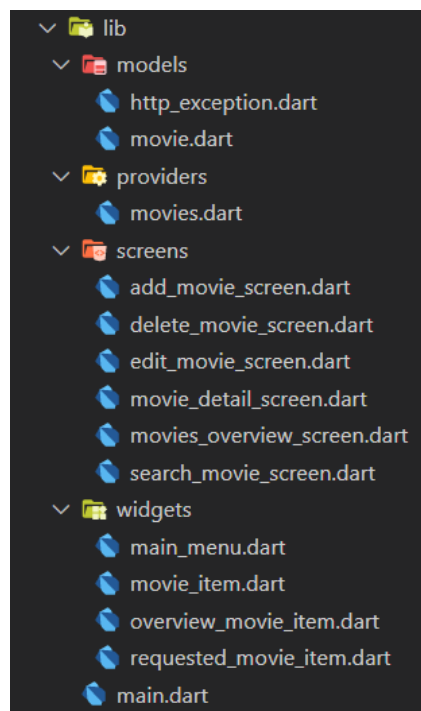 lib
models
http_exception.dart
movie.dart
providers
movies.dart
screens
add_movie_screen.dart
delete_movie_screen.dart
edit_movie_screen.dart
movie_detail_screen.dart
movies_overview_screen.dart
search_movie_screen.dart
widgets
main_menu.dart
movie_item.dart
overview_movie_item.dart
requested_movie_item.dart
main.dart